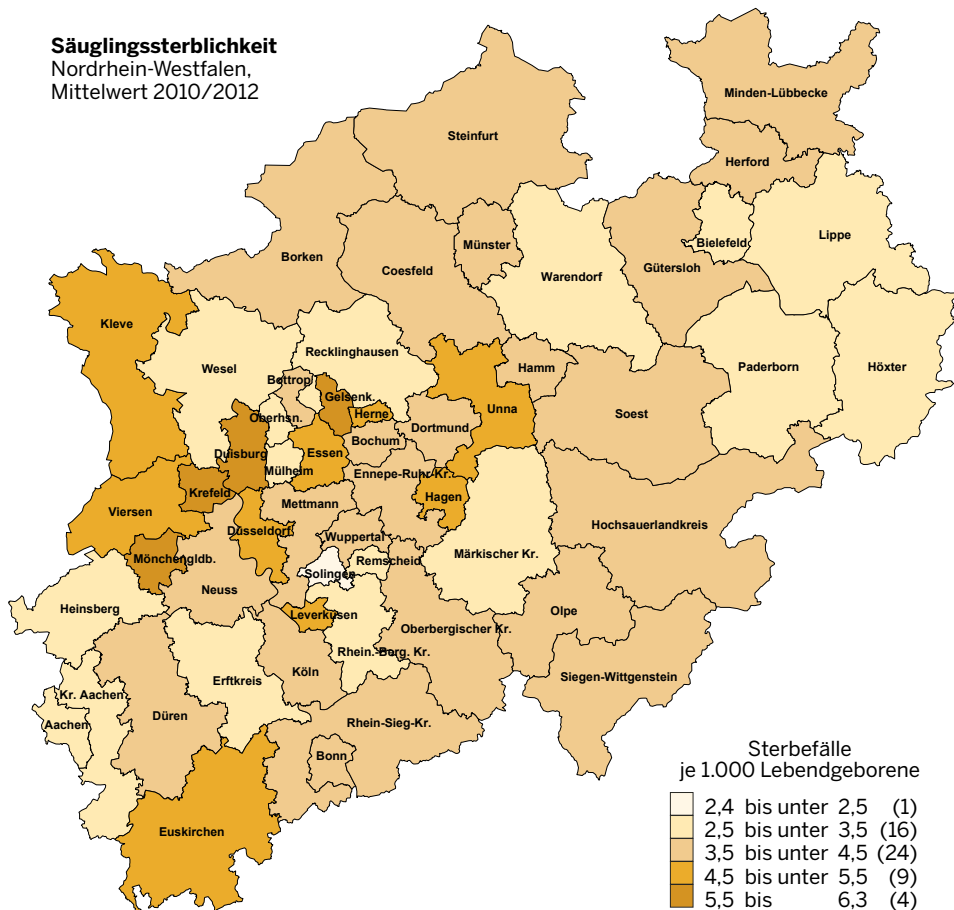 Säuglingssterblichkeit
Nordrhein-Westfalen,
Mittelwert 2010/2012
Minden-Lübbecke
Steinfurt
Herford
Lippe
Bielefeld
Münster
Borken
Coesfeld
Gütersloh
Warendorf
Kleve
Recklinghausen
Wesel
Hamm
Paderborn
Höxter
Bottrop
Gelsenk.
Herne
Unna
Soest
Oberhsn.
Dortmund
Bochum
Duisburg
Essen
Mülheim
Ennepe-Ruhr-Kr.
Krefeld
Hagen
Mettmann
Viersen
Hochsauerlandkreis
Düsseldorf
Wuppertal
Märkischer Kr.
Mönchengldb.
Remscheid
Solingen
Neuss
Heinsberg
Olpe
Leverkusen
Oberbergischer Kr.
Rhein.-Berg. Kr.
Köln
Erftkreis
Siegen-Wittgenstein
Kr. Aachen
Düren
Aachen
Rhein-Sieg-Kr.
Bonn
Euskirchen
Sterbefälle
je 1.000 Lebendgeborene
2,4 bis unter 2,5 (1)
2,5 bis unter 3,5 (16)
3,5 bis unter 4,5 (24)
4,5 bis unter 5,5 (9)
5,5 bis 6,3 (4)